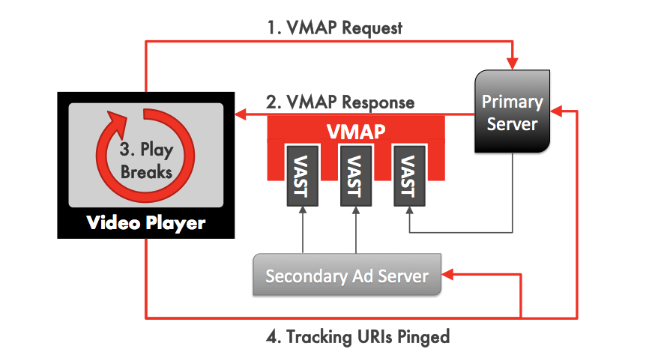 1. VMAP Request
2. VMAP Response
Primary
Server
VMAP
3. Play
Breaks
VAST
VAST
VAST
Video Player
Secondary Ad Server
4. Tracking URIs Pinged